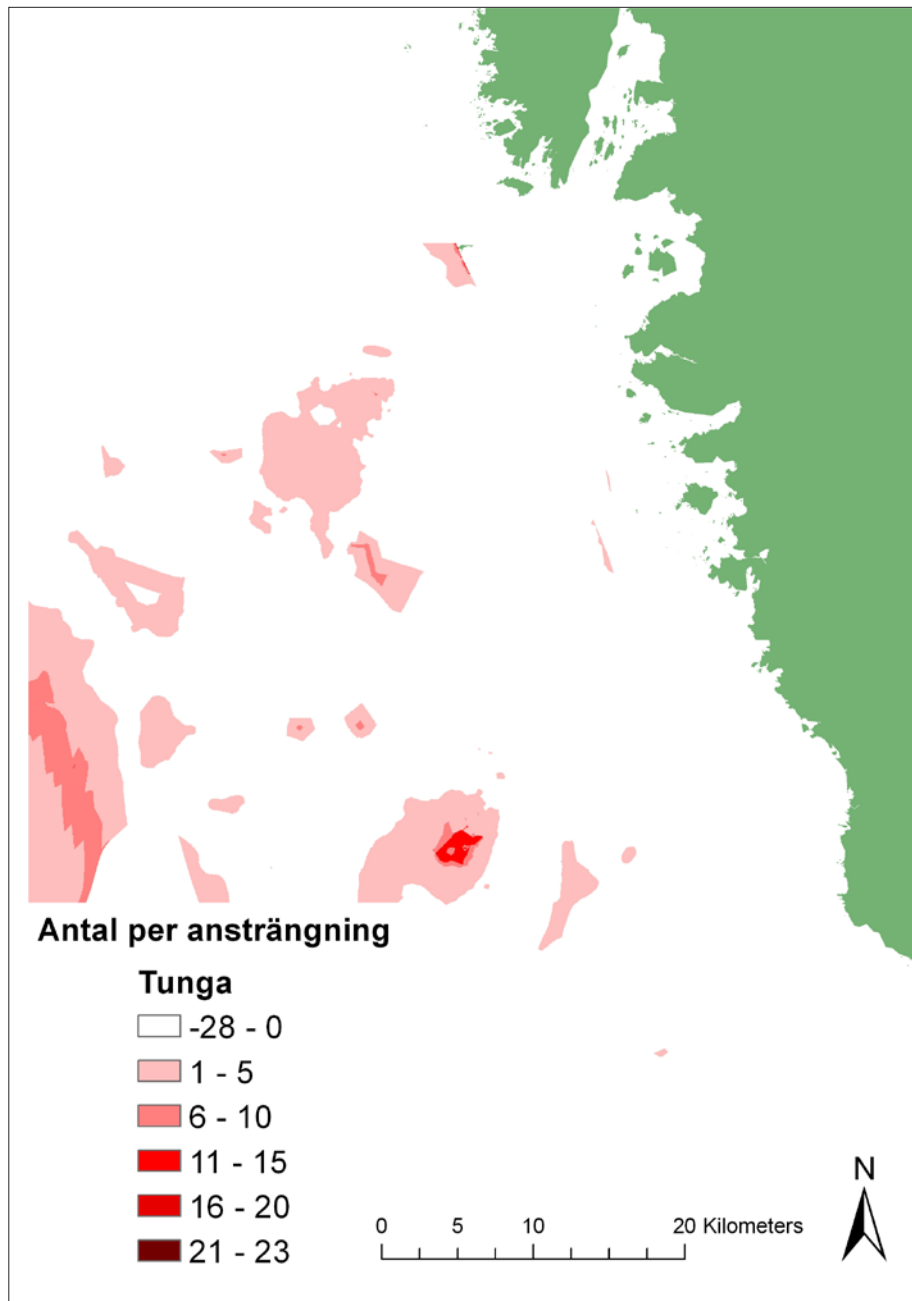 Antal per ansträngning
Tunga
-28 - 0
1 - 5
6 - 10
11 - 15
16 - 20
21 - 23
N
0 5 10 20 Kilometers